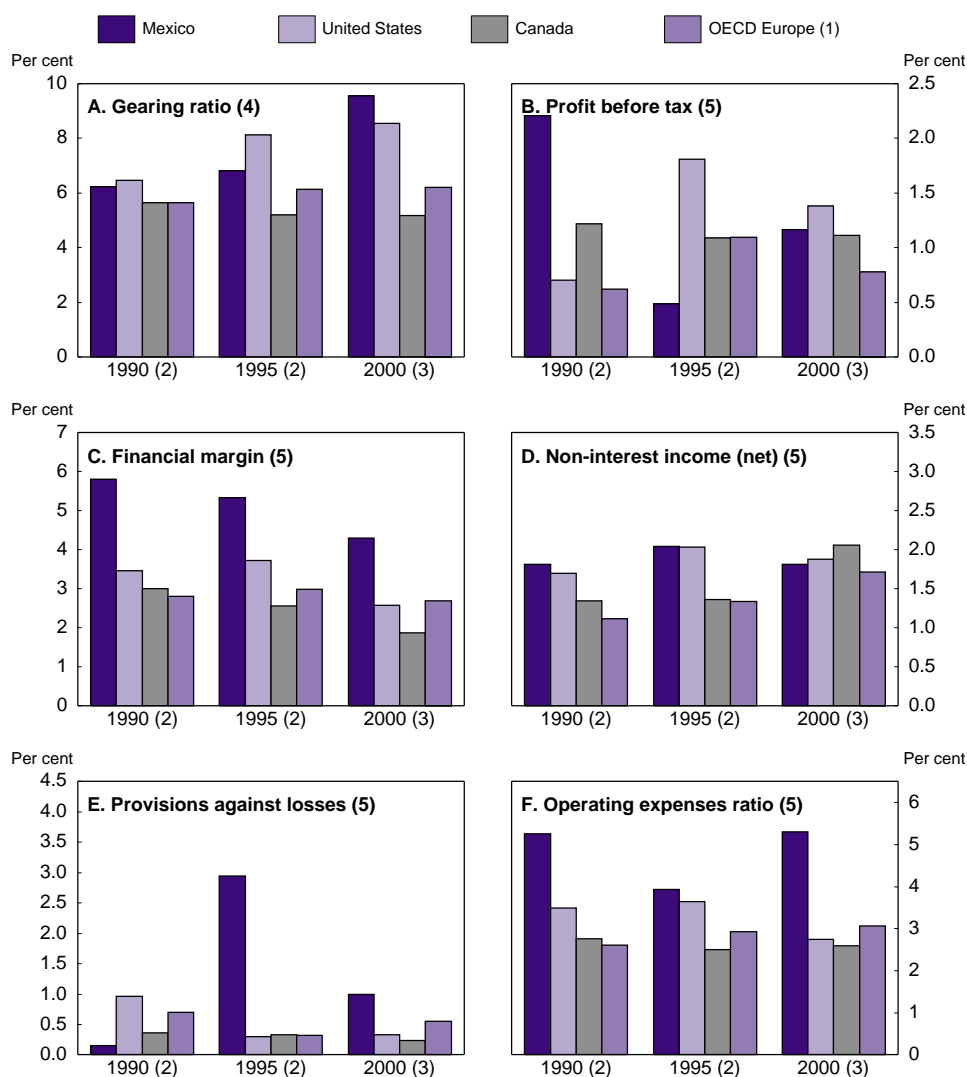 Mexico United States Canada OECD Europe (1)
Per cent Per cent
A. Gearing ratio (4)
10
8
6
4
2
0
1990 (2) 1995 (2) 2000 (3)
B. Profit before tax (5)
2.5
2.0
1.5
1.0
0.5
0.0
1990 (2) 1995 (2) 2000 (3)
Per cent Per cent
C. Financial margin (5)
7
6
5
4
3
2
1
0
1990 (2) 1995 (2) 2000 (3)
D. Non-interest income (net) (5)
3.5
3.0
2.5
2.0
1.5
1.0
0.5
0.0
1990 (2) 1995 (2) 2000 (3)
Per cent Per cent
E. Provisions against losses (5)
4.5
4.0
3.5
3.0
2.5
2.0
1.5
1.0
0.5
0.0
1990 (2) 1995 (2) 2000 (3)
F. Operating expenses ratio (5)
6
5
4
3
2
1
0
1990 (2) 1995 (2) 2000 (3)